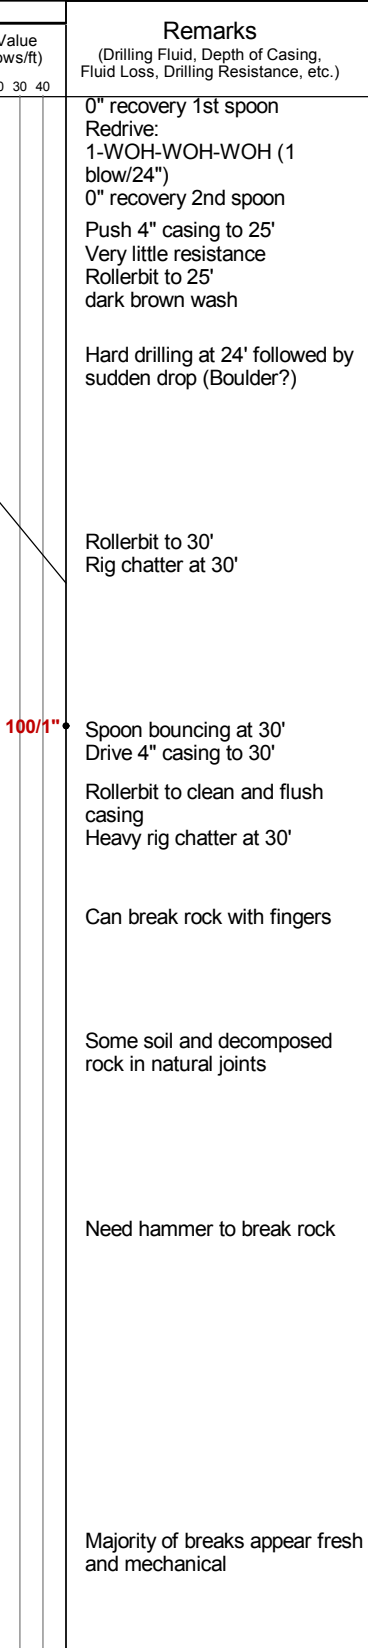 Remarks
(Drilling Fluid, Depth of Casing,
Fluid Loss, Drilling Resistance, etc.)
30 40
0" recovery 1st spoon
Redrive:
1-WOH-WOH-WOH (1
blow/24")
0" recovery 2nd spoon
Push 4" casing to 25'
Very little resistance
Rollerbit to 25'
dark brown wash
Hard drilling at 24' followed by
sudden drop (Boulder?)
Rollerbit to 30'
Rig chatter at 30'
100/1"
Spoon bouncing at 30'
Drive 4" casing to 30'
Rollerbit to clean and flush
casing
Heavy rig chatter at 30'
Can break rock with fingers
Some soil and decomposed
rock in natural joints
Need hammer to break rock
Majority of breaks appear fresh
and mechanical